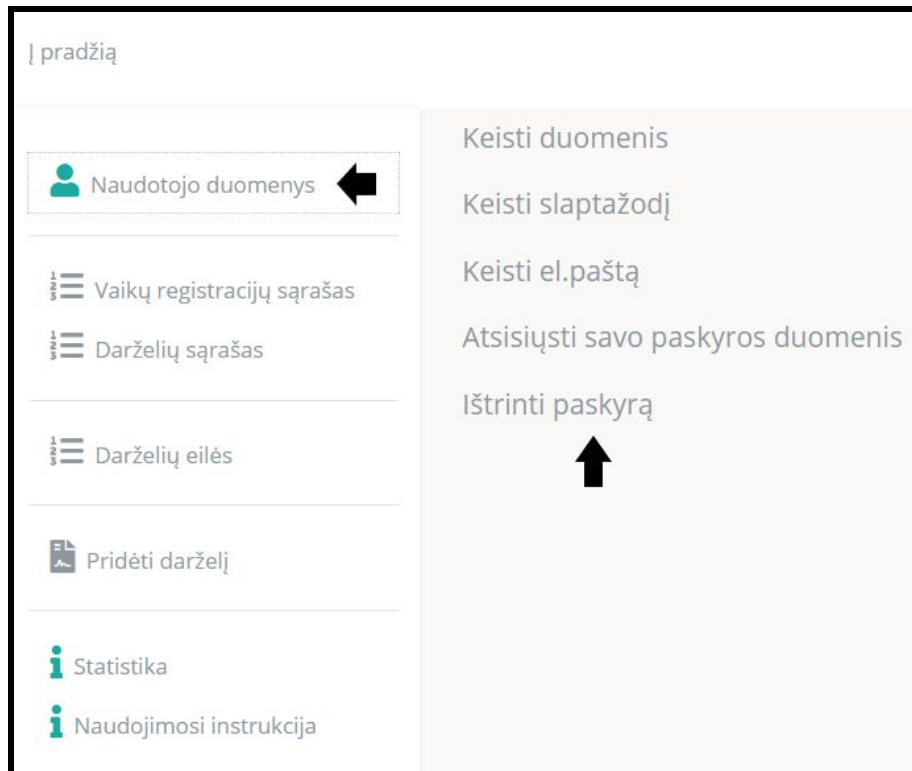 Į pradžią
Naudotojo duomenys
Vaikų registracijų sąrašas
Darželių sąrašas
Darželių eilės
Pridėti darželį
Statistika
Naudojimosi instrukcija
Keisti duomenis
Keisti slaptažodį
Keisti el.paštą
Atsisiųsti savo paskyros duomenis
Ištrinti paskyrą